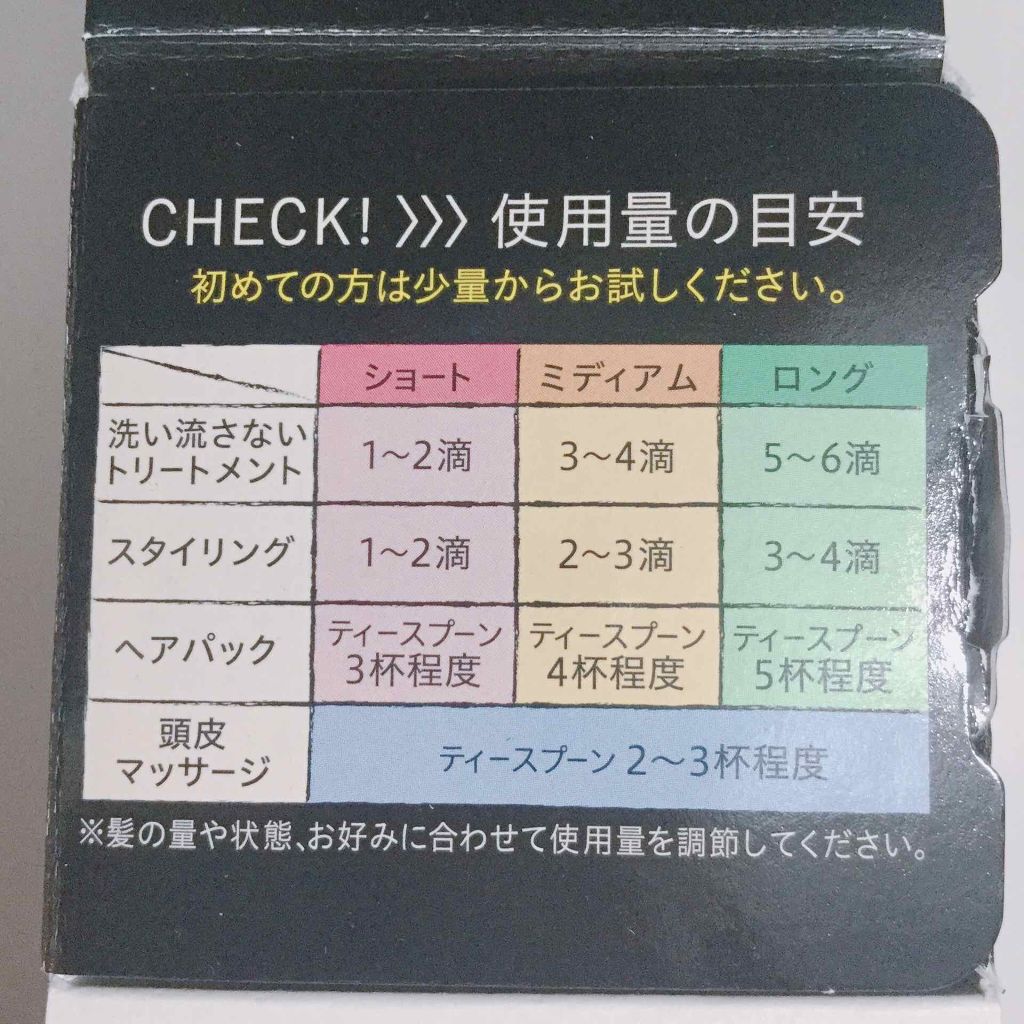 CHECK! 》》使用量の目安
初めての方は少量からお試しください。
ショート ミディアム ロング
洗い流さない
トリートメント 1～2滴 3～4滴 5～6滴
スタイリング 1～2滴 2～3滴 3～4滴
ヘアパック ティースプーン 3杯程度 ティースプーン 4杯程度 ティースプーン 5杯程度
頭皮
マッサージ ティースプーン 2～3杯程度
※髪の量や状態、お好みに合わせて使用量を調節してください。